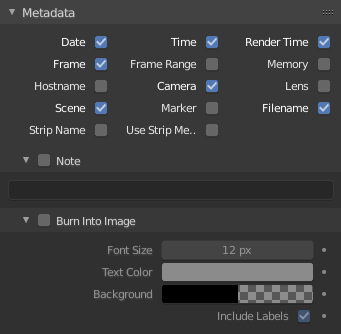 Metadata
Date Time Render Time
Frame Frame Range Memory
Hostname Camera Lens
Scene Marker Filename
Strip Name Use Strip Me..
Note
Burn Into Image
Font Size 12 px
Text Color
Background
Include Labels